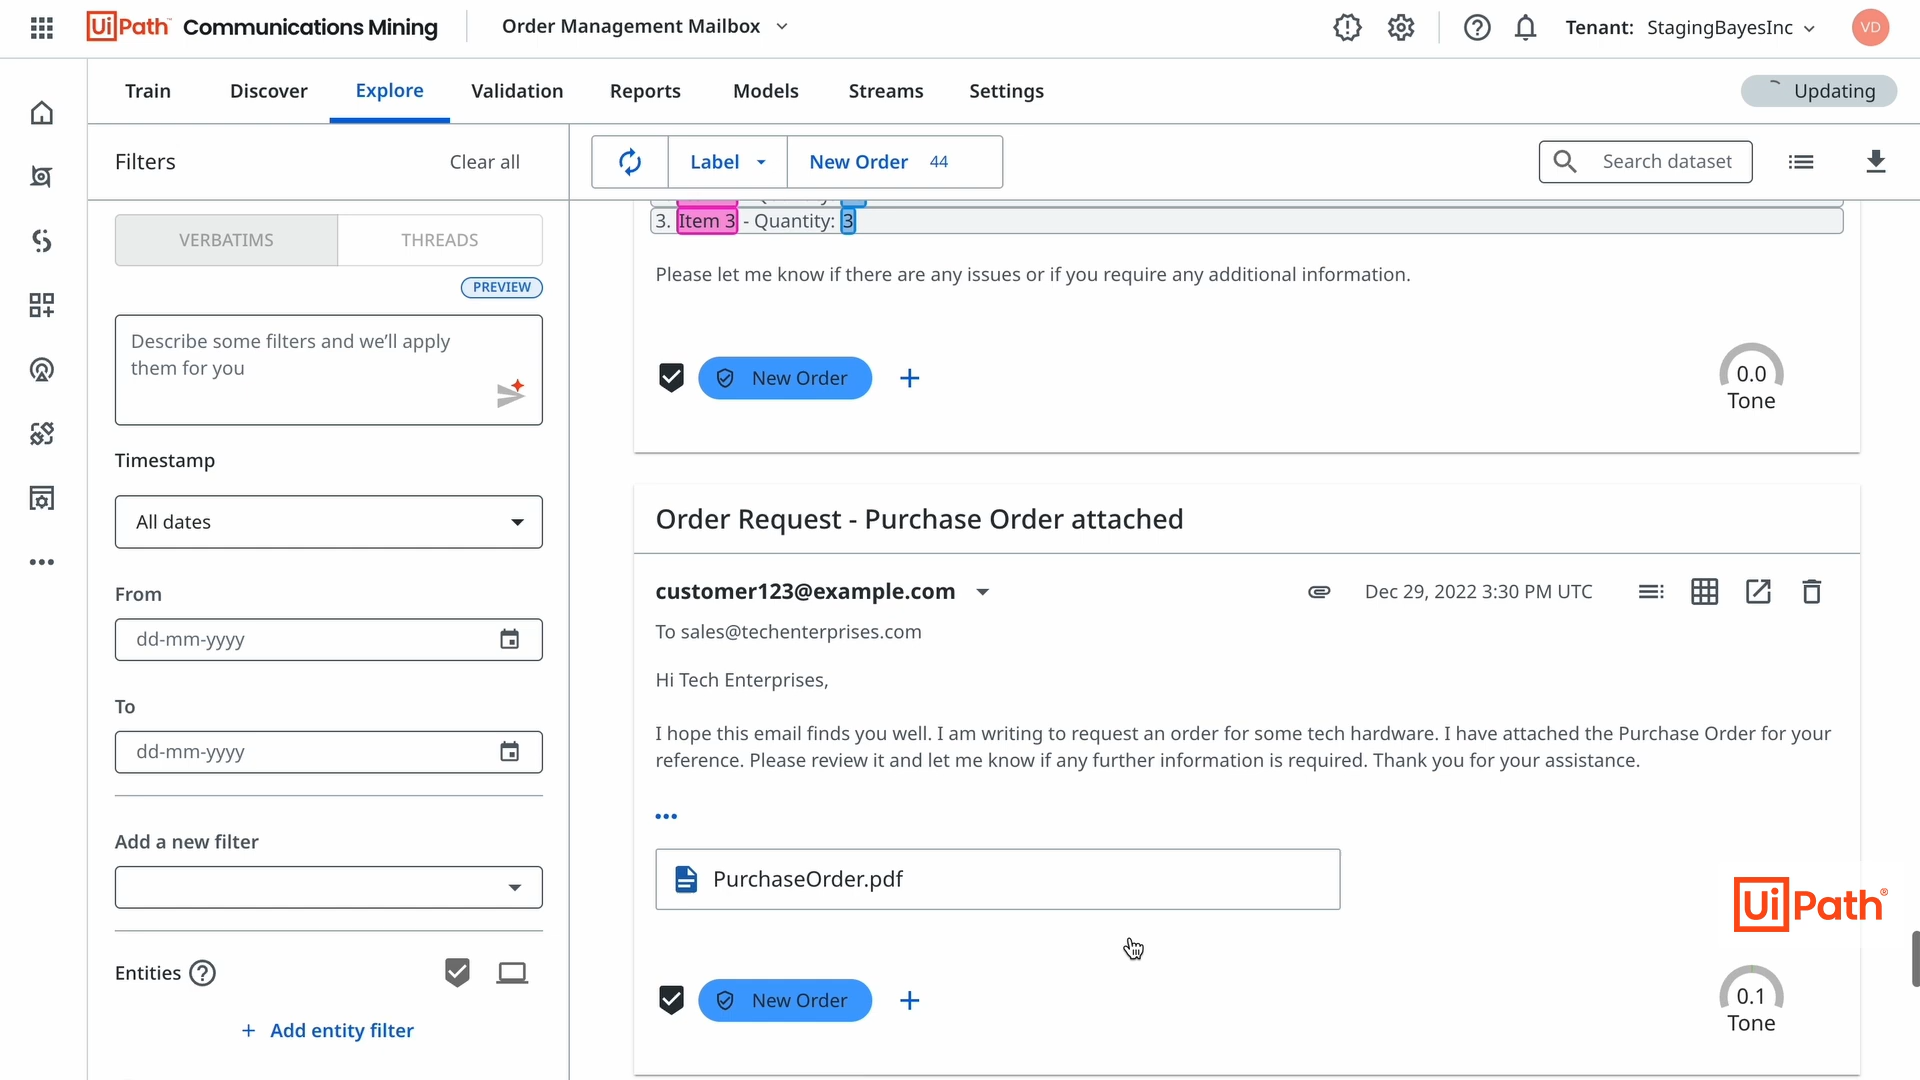 UiPath Communications Mining
Order Management Mailbox
Tenant: StagingBayesInc
VD
Train
Discover
Explore
Validation
Reports
Models
Streams
Settings
Updating
Filters
Clear all
Label
New Order 44
Search dataset
VERBATIMS
THREADS
PREVIEW
Describe some filters and we’ll apply
them for you
Timestamp
All dates
From
dd-mm-yyyy
To
dd-mm-yyyy
Add a new filter
Entities
+ Add entity filter
3. Item 3 - Quantity: 3
Please let me know if there are any issues or if you require any additional information.
New Order
0.0
Tone
Order Request - Purchase Order attached
customer123@example.com
Dec 29, 2022 3:30 PM UTC
To sales@techenterprises.com
Hi Tech Enterprises,
I hope this email finds you well. I am writing to request an order for some tech hardware. I have attached the Purchase Order for your
reference. Please review it and let me know if any further information is required. Thank you for your assistance.
PurchaseOrder.pdf
UiPath®
New Order
0.1
Tone